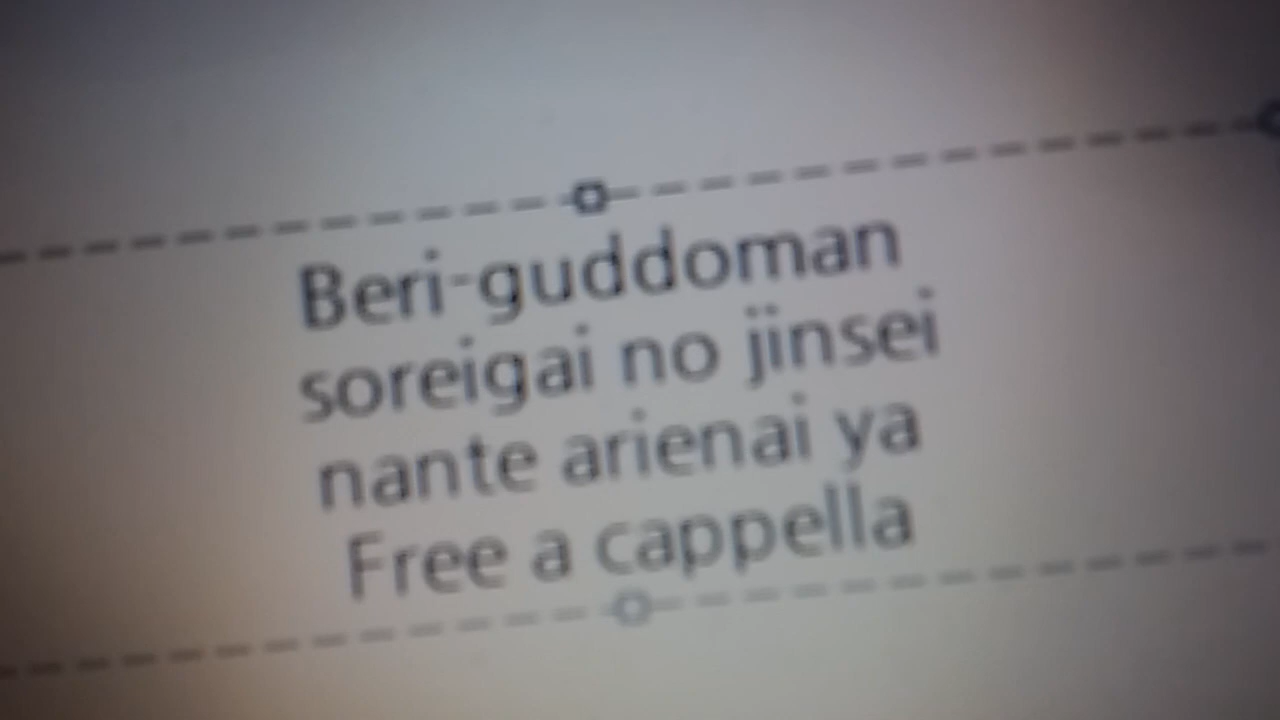 Beri-guddoman
soreigai no jinsei
nante arienai ya
Free a cappella